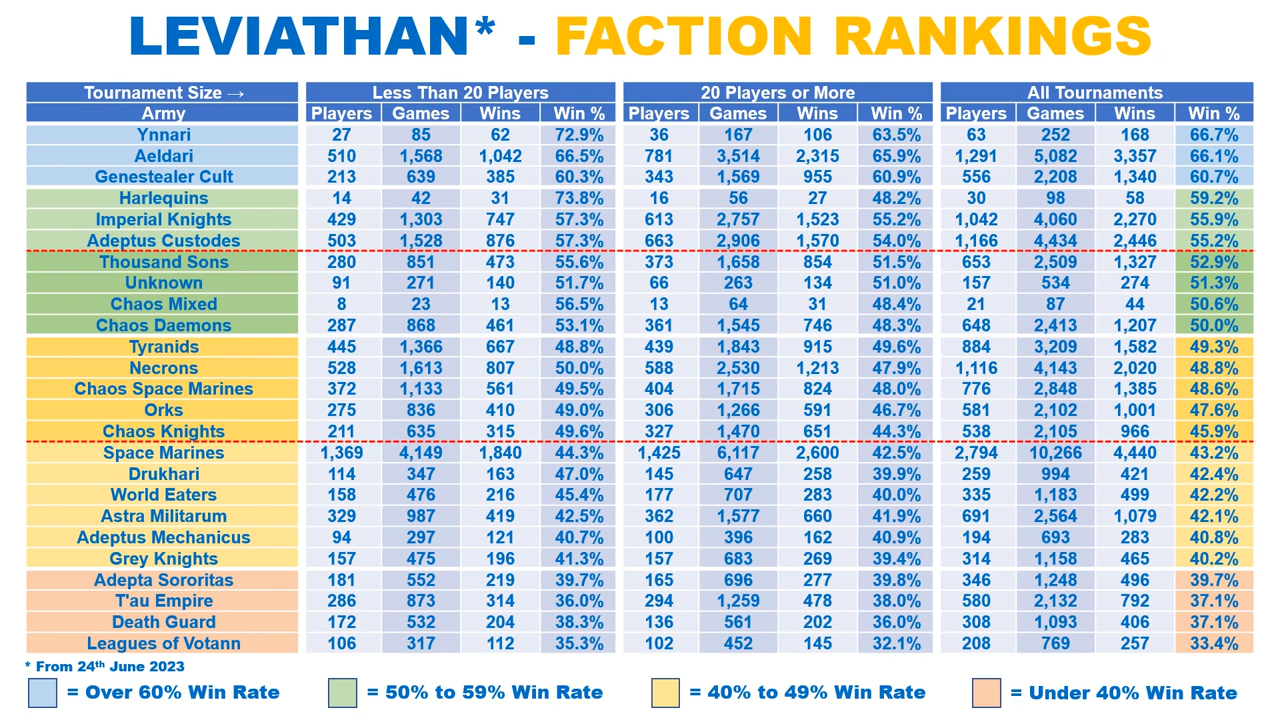 LEVIATHAN* - FACTION RANKINGS
Tournament Size → Less Than 20 Players 20 Players or More All Tournaments
Army Players Games Wins Win % Players Games Wins Win % Players Games Wins Win %
Ynnari 27 85 62 72.9% 36 167 106 63.5% 63 252 168 66.7%
Aeldari 510 1,568 1,042 66.5% 781 3,514 2,315 65.9% 1,291 5,082 3,357 66.1%
Genestealer Cult 213 639 385 60.3% 343 1,569 955 60.9% 556 2,208 1,340 60.7%
Harlequins 14 42 31 73.8% 16 56 27 48.2% 30 98 58 59.2%
Imperial Knights 429 1,303 747 57.3% 613 2,757 1,523 55.2% 1,042 4,060 2,270 55.9%
Adeptus Custodes 503 1,528 876 57.3% 663 2,906 1,570 54.0% 1,166 4,434 2,446 55.2%
Thousand Sons 280 851 473 55.6% 373 1,658 854 51.5% 653 2,509 1,327 52.9%
Unknown 91 271 140 51.7% 66 263 134 51.0% 157 534 274 51.3%
Chaos Mixed 8 23 13 56.5% 13 64 31 48.4% 21 87 44 50.6%
Chaos Daemons 287 868 461 53.1% 361 1,545 746 48.3% 648 2,413 1,207 50.0%
Tyranids 445 1,366 667 48.8% 439 1,843 915 49.6% 884 3,209 1,582 49.3%
Necrons 528 1,613 807 50.0% 588 2,530 1,213 47.9% 1,116 4,143 2,020 48.8%
Chaos Space Marines 372 1,133 561 49.5% 404 1,715 824 48.0% 776 2,848 1,385 48.6%
Orks 275 836 410 49.0% 306 1,266 591 46.7% 581 2,102 1,001 47.6%
Chaos Knights 211 635 315 49.6% 327 1,470 651 44.3% 538 2,105 966 45.9%
Space Marines 1,369 4,149 1,840 44.3% 1,425 6,117 2,600 42.5% 2,794 10,266 4,440 43.2%
Drukhari 114 347 163 47.0% 145 647 258 39.9% 259 994 421 42.4%
World Eaters 158 476 216 45.4% 177 707 283 40.0% 335 1,183 499 42.2%
Astra Militarum 329 987 419 42.5% 362 1,577 660 41.9% 691 2,564 1,079 42.1%
Adeptus Mechanicus 94 297 121 40.7% 100 396 162 40.9% 194 693 283 40.8%
Grey Knights 157 475 196 41.3% 157 683 269 39.4% 314 1,158 465 40.2%
Adepta Sororitas 181 552 219 39.7% 165 696 277 39.8% 346 1,248 496 39.7%
T'au Empire 286 873 314 36.0% 294 1,259 478 38.0% 580 2,132 792 37.1%
Death Guard 172 532 204 38.3% 136 561 202 36.0% 308 1,093 406 37.1%
Leagues of Votann 106 317 112 35.3% 102 452 145 32.1% 208 769 257 33.4%
* From 24th June 2023
= Over 60% Win Rate = 50% to 59% Win Rate = 40% to 49% Win Rate = Under 40% Win Rate